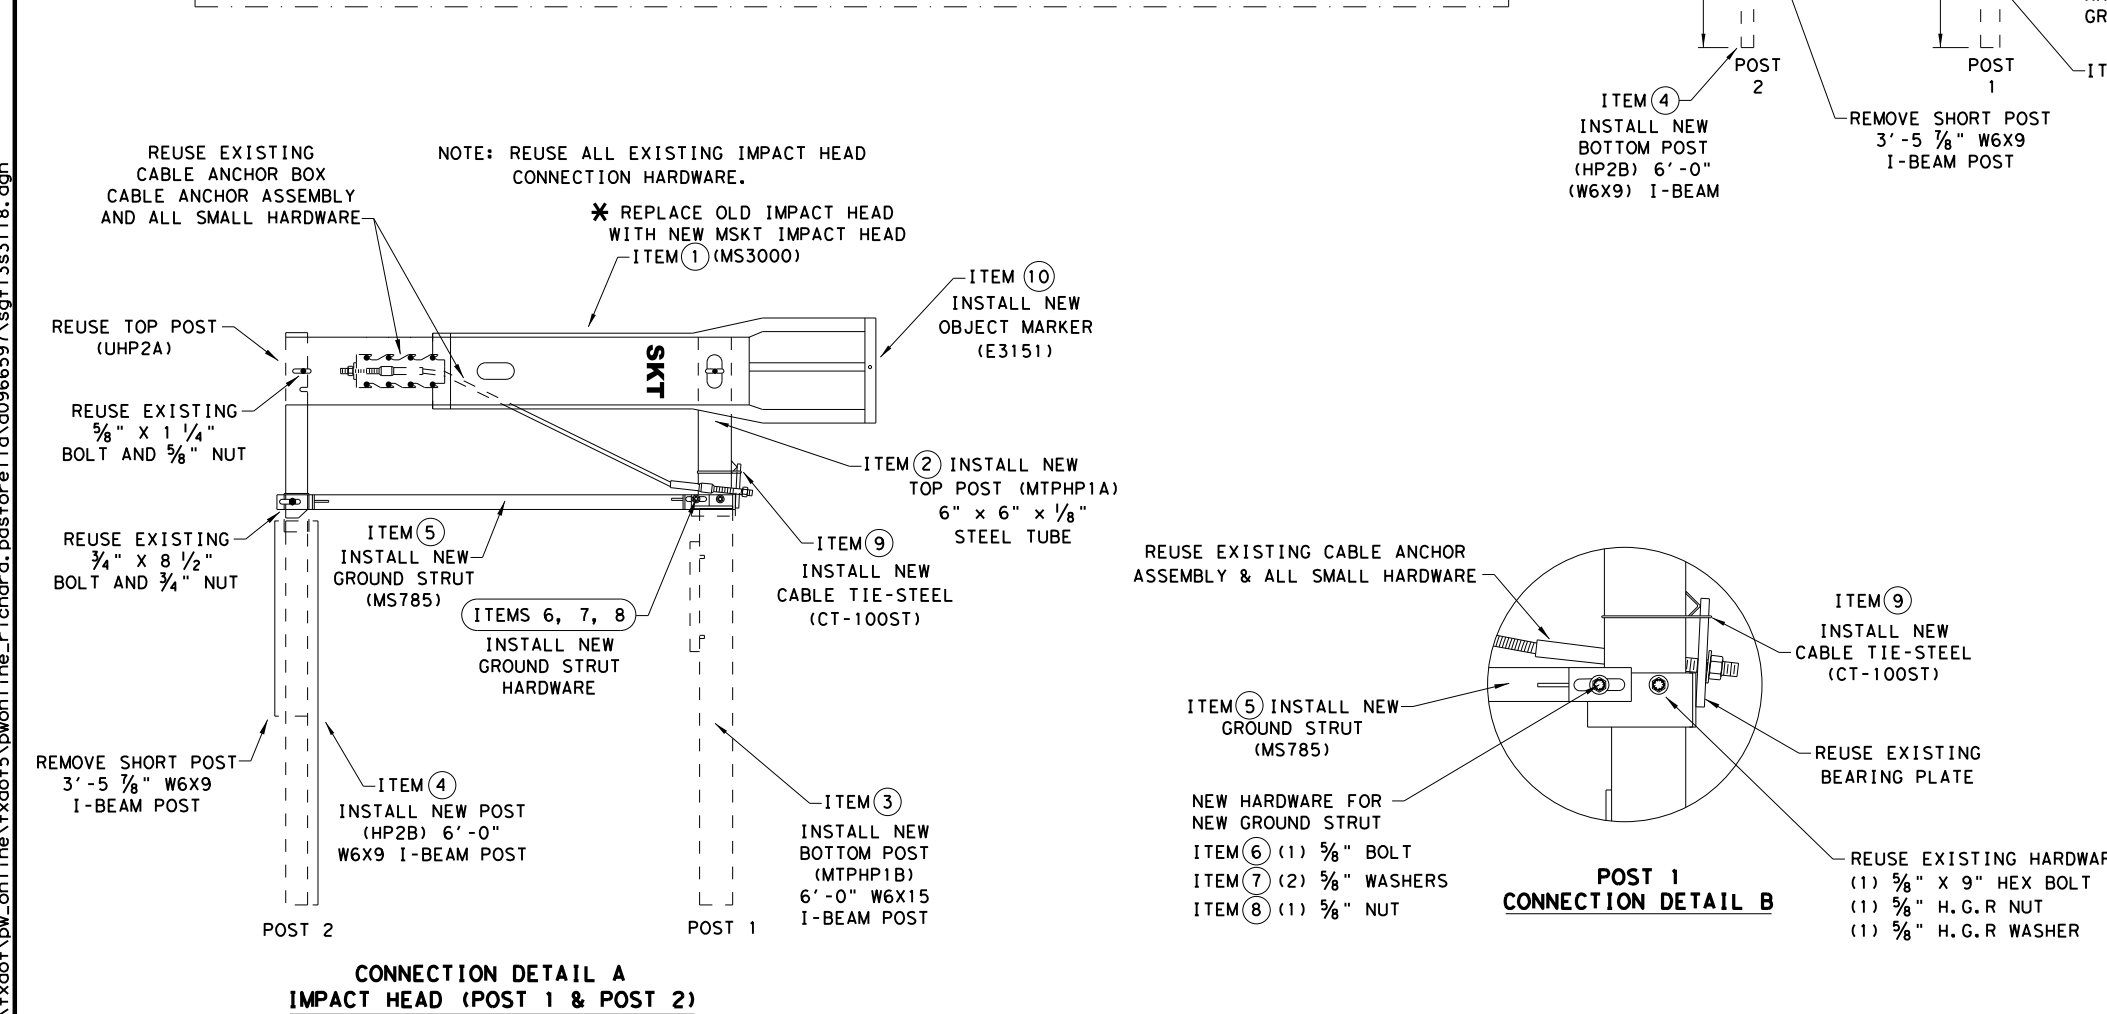 POST
2
POST
1
GR
IT
ITEM 4
INSTALL NEW
BOTTOM POST
(HP2B) 6'-0"
(W6X9) I-BEAM
REMOVE SHORT POST
3'-5 7/8" W6X9
I-BEAM POST
REUSE EXISTING
CABLE ANCHOR BOX
CABLE ANCHOR ASSEMBLY
AND ALL SMALL HARDWARE
NOTE: REUSE ALL EXISTING IMPACT HEAD
CONNECTION HARDWARE.
* REPLACE OLD IMPACT HEAD
WITH NEW MSKT IMPACT HEAD
ITEM 1 (MS3000)
ITEM 10
INSTALL NEW
OBJECT MARKER
(E3151)
REUSE TOP POST
(UHP2A)
SKT
REUSE EXISTING
5/8" X 1 1/4"
BOLT AND 5/8" NUT
ITEM 2 INSTALL NEW
TOP POST (MTPHP1A)
6" x 6" x 1/8"
STEEL TUBE
REUSE EXISTING
3/4" X 8 1/2"
BOLT AND 3/4" NUT
ITEM 5
INSTALL NEW
GROUND STRUT
(MS785)
ITEMS 6, 7, 8
INSTALL NEW
GROUND STRUT
HARDWARE
ITEM 9
INSTALL NEW
CABLE TIE-STEEL
(CT-100ST)
REMOVE SHORT POST
3'-5 7/8" W6X9
I-BEAM POST
ITEM 4
INSTALL NEW POST
(HP2B) 6'-0"
W6X9 I-BEAM POST
ITEM 3
INSTALL NEW
BOTTOM POST
(MTPHP1B)
6'-0" W6X15
I-BEAM POST
POST 2
POST 1
CONNECTION DETAIL A
IMPACT HEAD (POST 1 & POST 2)
REUSE EXISTING CABLE ANCHOR
ASSEMBLY & ALL SMALL HARDWARE
ITEM 9
INSTALL NEW
CABLE TIE-STEEL
(CT-100ST)
ITEM 5 INSTALL NEW
GROUND STRUT
(MS785)
REUSE EXISTING
BEARING PLATE
NEW HARDWARE FOR
NEW GROUND STRUT
ITEM 6 (1) 5/8" BOLT
ITEM 7 (2) 5/8" WASHERS
ITEM 8 (1) 5/8" NUT
POST 1
CONNECTION DETAIL B
REUSE EXISTING HARDWAR
(1) 5/8" X 9" HEX BOLT
(1) 5/8" H.G.R NUT
(1) 5/8" H.G.R WASHER